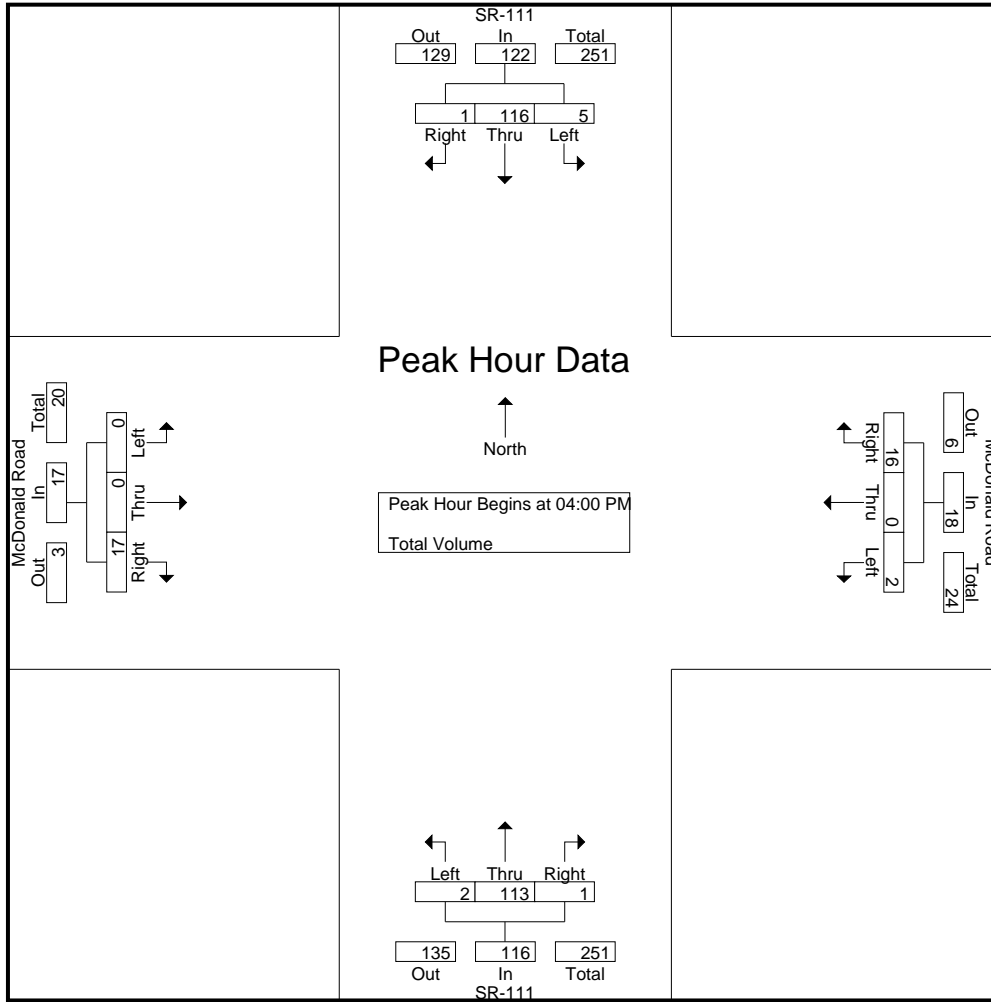 SR-111
Out In Total
129 122 251
1 116 5
Right Thru Left
Peak Hour Data
North
Peak Hour Begins at 04:00 PM
Total Volume
McDonald Road
Total In Out
20 17 3
0 0 17
Left Thru Right
McDonald Road
Out In Total
6 18 24
16 0 2
Right Thru Left
Left Thru Right
2 113 1
135 116 251
Out In Total
SR-111